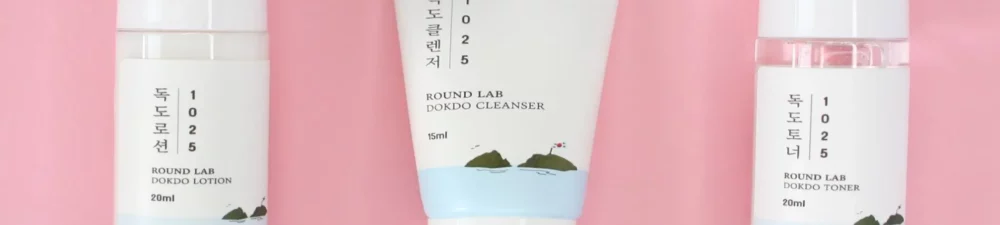 독도로션
1025
ROUND LAB
DOKDO LOTION
20ml
도클렌저
1025
ROUND LAB
DOKDO CLEANSER
15ml
독도토너
1025
ROUND LAB
DOKDO TONER
20ml